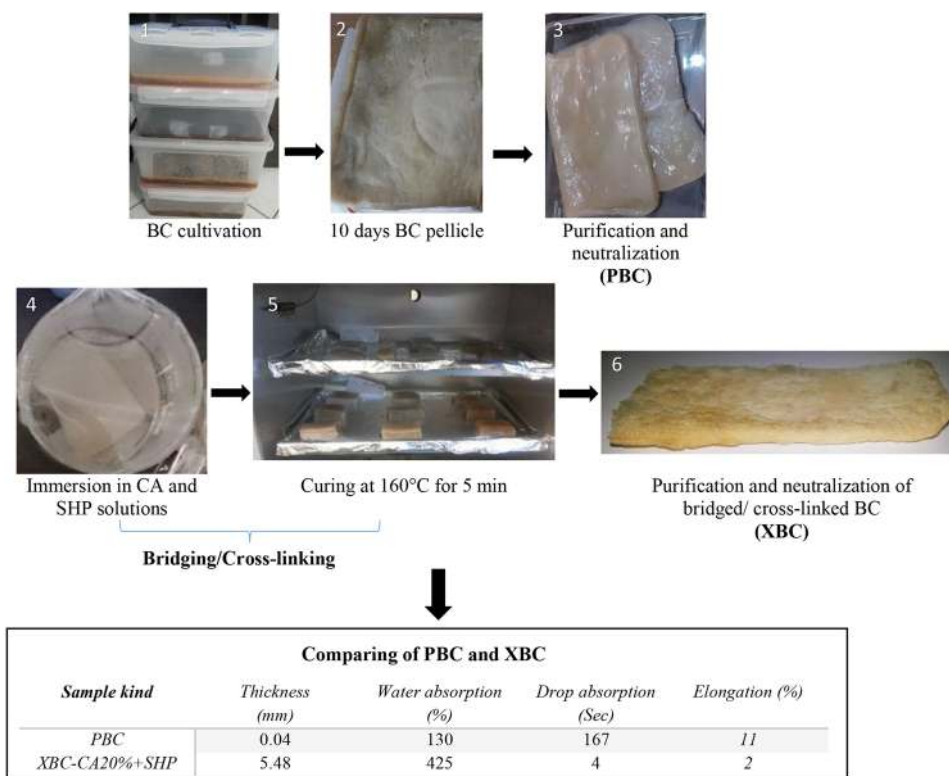 1
2
3
BC cultivation
10 days BC pellicle
Purification and
neutralization
(PBC)
4
5
6
Immersion in CA and
SHP solutions
Curing at 160°C for 5 min
Purification and neutralization of
bridged/ cross-linked BC
(XBC)
Bridging/Cross-linking
Comparing of PBC and XBC
Sample kind Thickness Water absorption Drop absorption Elongation (%)
(mm) (%) (Sec)
PBC 0.04 130 167 11
XBC-CA20%+SHP 5.48 425 4 2